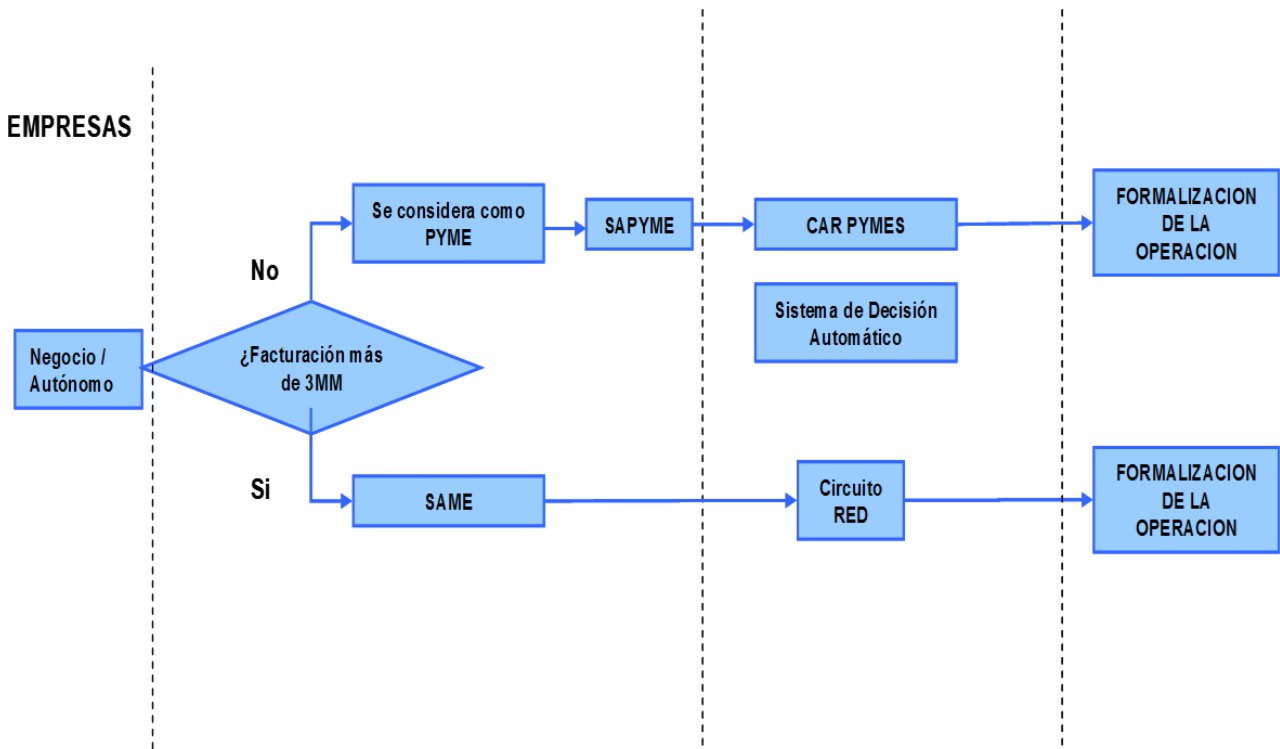 EMPRESAS
Negocio /
Autónomo
¿Facturación más
de 3MM
No
Se considera como
PYME
SAPYME
CAR PYMES
Sistema de Decisión
Automático
FORMALIZACION
DE LA
OPERACION
Si
SAME
Circuito
RED
FORMALIZACION
DE LA
OPERACION